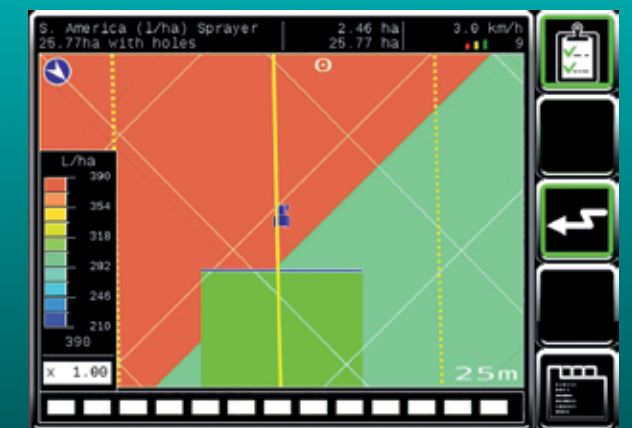 S. America (l/ha) Sprayer 2.46 ha 3.0 km/h
25.77ha with holes 25.77 ha 9
L/ha
390
354
318
282
246
210
390
x 1.00
25m